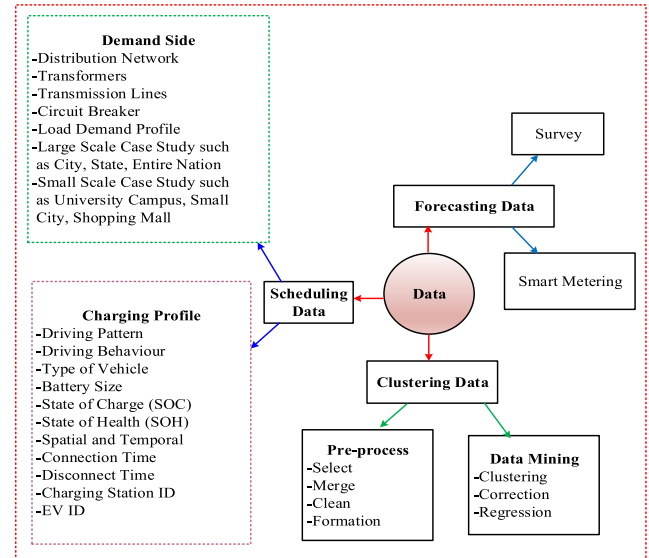 Demand Side
-Distribution Network
-Transformers
-Transmission Lines
-Circuit Breaker
-Load Demand Profile
-Large Scale Case Study such
as City, State, Entire Nation
-Small Scale Case Study such
as University Campus, Small
City, Shopping Mall
Survey
Forecasting Data
Smart Metering
Scheduling
Data
Data
Charging Profile
-Driving Pattern
-Driving Behaviour
-Type of Vehicle
-Battery Size
-State of Charge (SOC)
-State of Health (SOH)
-Spatial and Temporal
-Connection Time
-Disconnect Time
-Charging Station ID
-EV ID
Clustering Data
Pre-process
-Select
-Merge
-Clean
-Formation
Data Mining
-Clustering
-Correction
-Regression